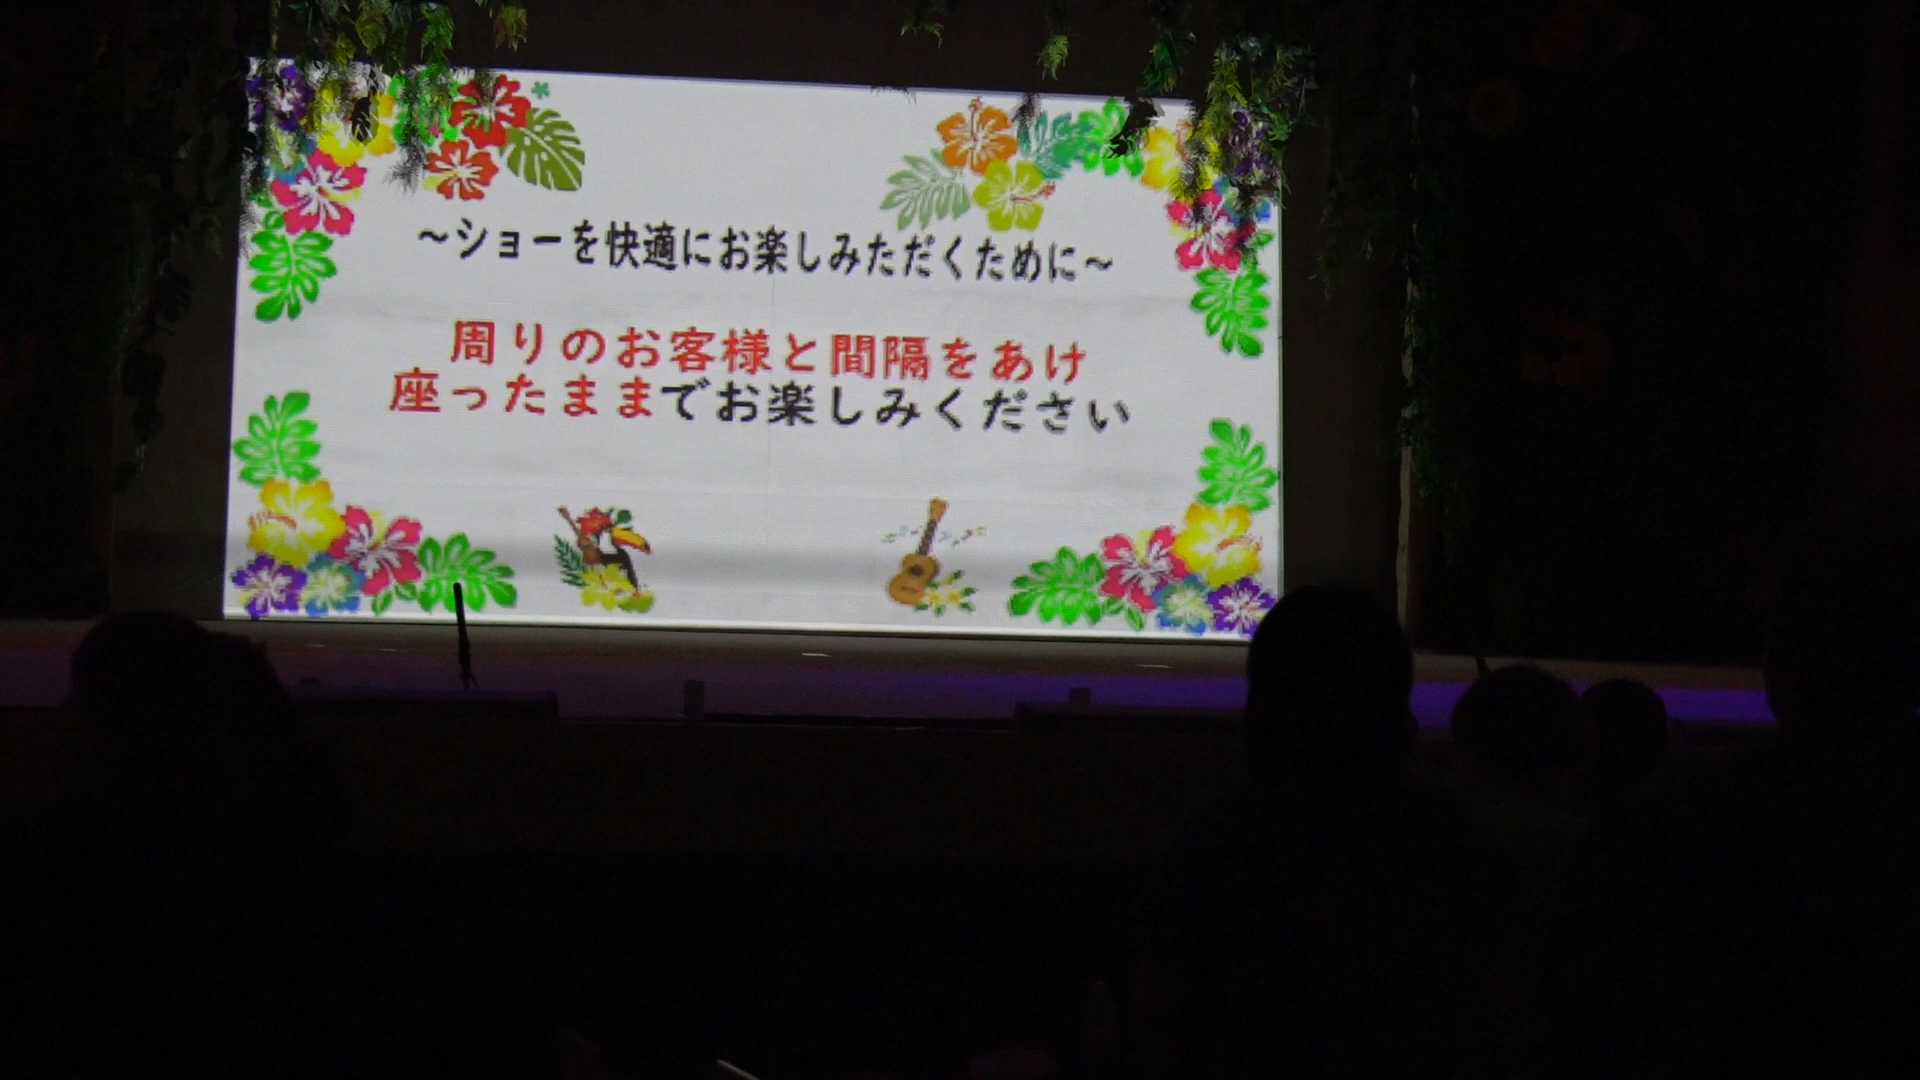 ～ショーを快適にお楽しみただくために～
周りのお客様と間隔をあけ
座ったままでお楽しみください